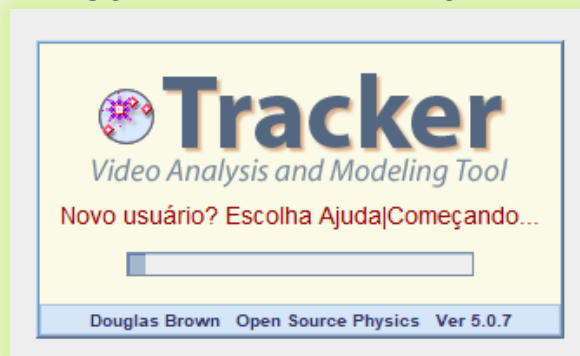 Tracker
Video Analysis and Modeling Tool
Novo usuário? Escolha Ajuda|Começando...
Douglas Brown Open Source Physics Ver 5.0.7